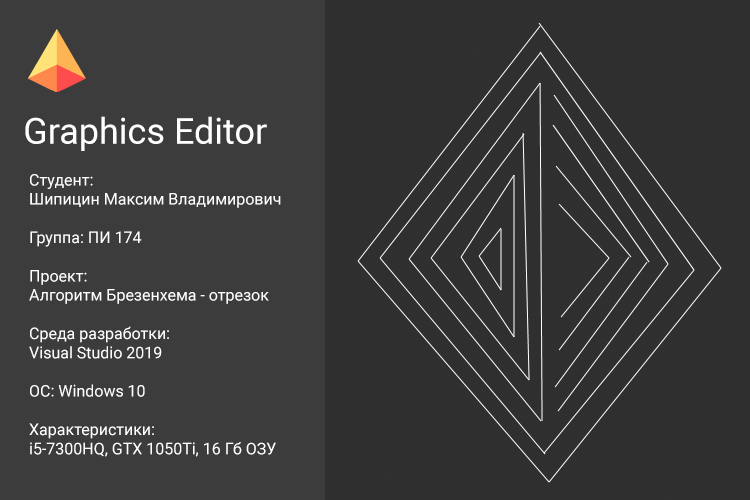 Graphics Editor
Студент:
Шипицин Максим Владимирович
Группа: ПИ 174
Проект:
Алгоритм Брезенхема - отрезок
Среда разработки:
Visual Studio 2019
ОС: Windows 10
Характеристики:
i5-7300HQ, GTX 1050Ti, 16 Гб ОЗУ